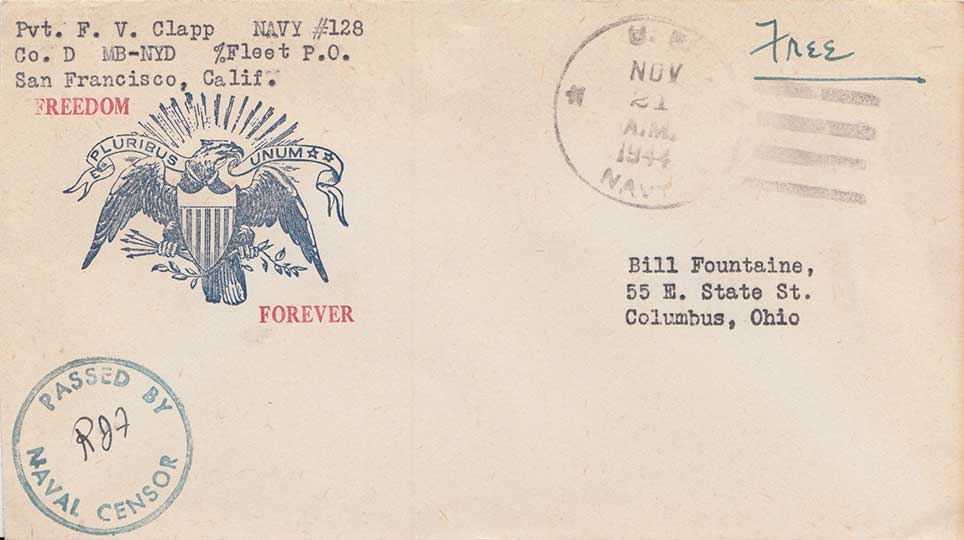 Pvt. F. V. Clapp NAVY #128
Co. D MB-NYD %Fleet P.O.
San Francisco, Calif.
FREEDOM
E PLURIBUS UNUM
FOREVER
U. S.
NOV
21
A.M.
1944
NAVY
Free
Bill Fountaine,
55 E. State St.
Columbus, Ohio
PASSED BY
RJF
NAVAL CENSOR